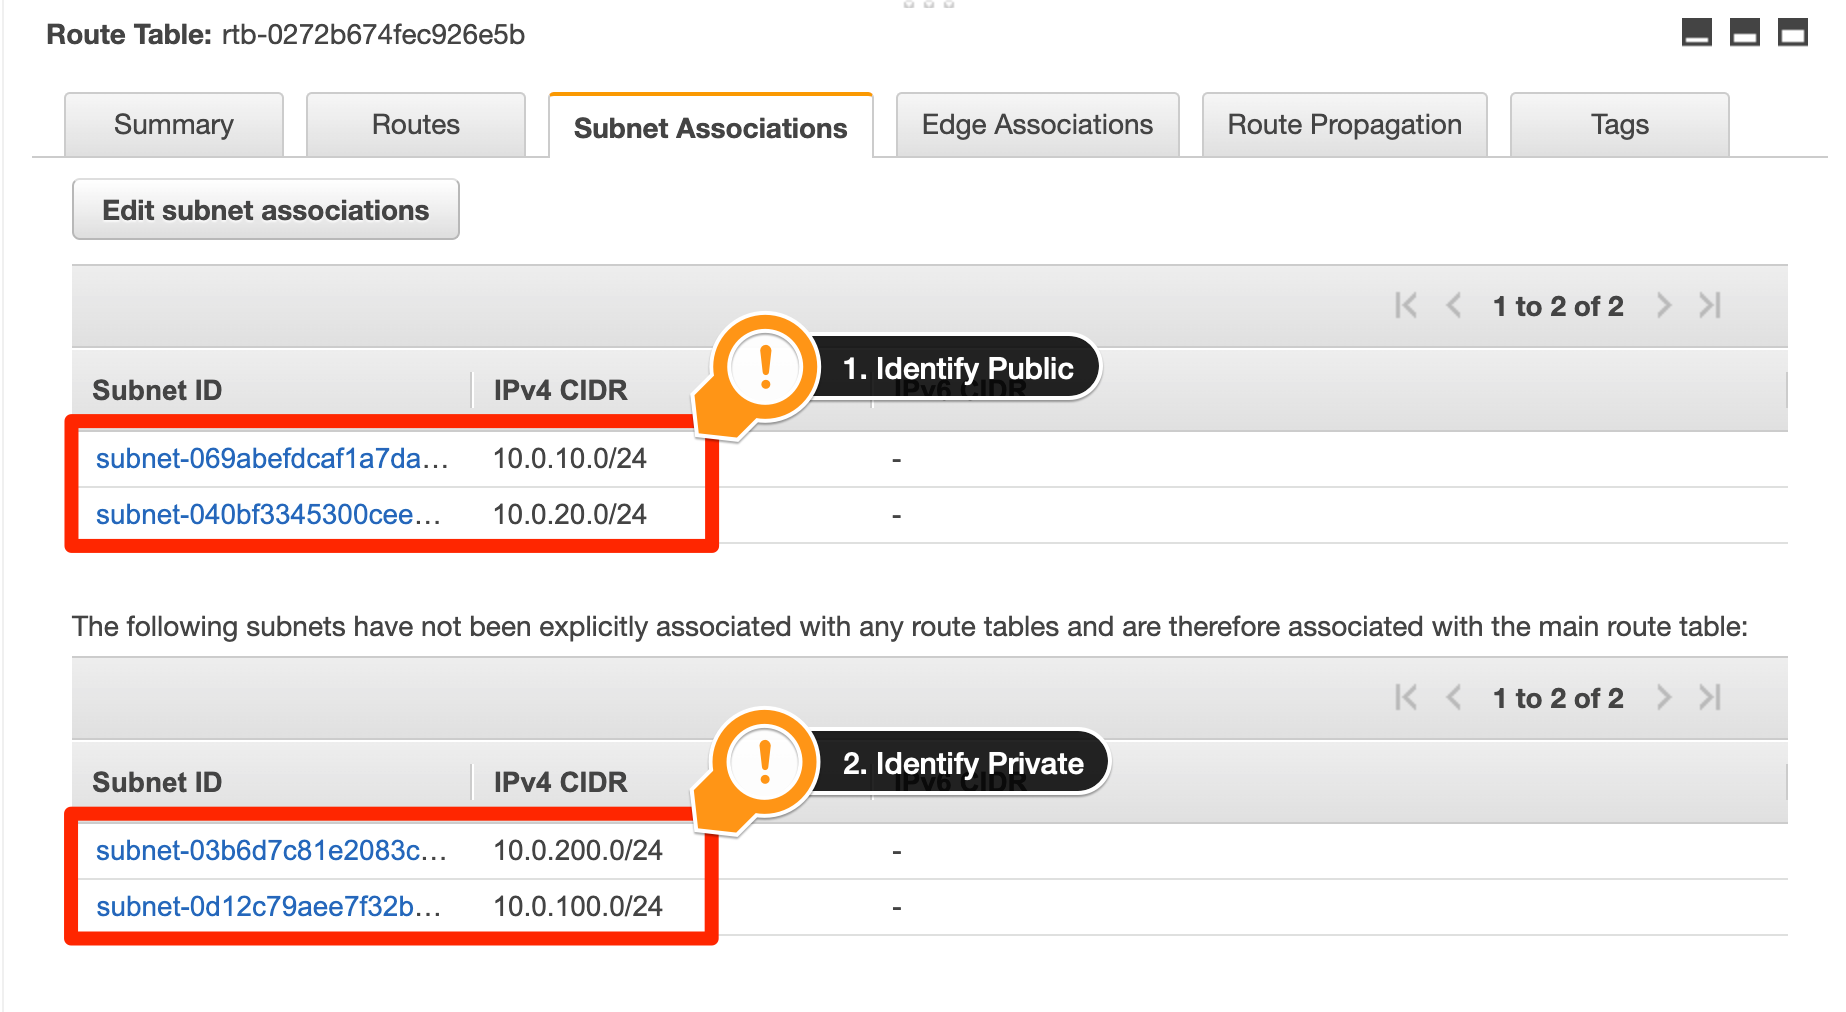 Route Table: rtb-0272b674fec926e5b
Summary Routes Subnet Associations Edge Associations Route Propagation Tags
Edit subnet associations
1 to 2 of 2
1. Identify Public
Subnet ID IPv4 CIDR IPv6 CIDR
subnet-069abefdcaf1a7da... 10.0.10.0/24 -
subnet-040bf3345300cee... 10.0.20.0/24 -
The following subnets have not been explicitly associated with any route tables and are therefore associated with the main route table:
1 to 2 of 2
2. Identify Private
Subnet ID IPv4 CIDR IPv6 CIDR
subnet-03b6d7c81e2083c... 10.0.200.0/24 -
subnet-0d12c79aee7f32b... 10.0.100.0/24 -